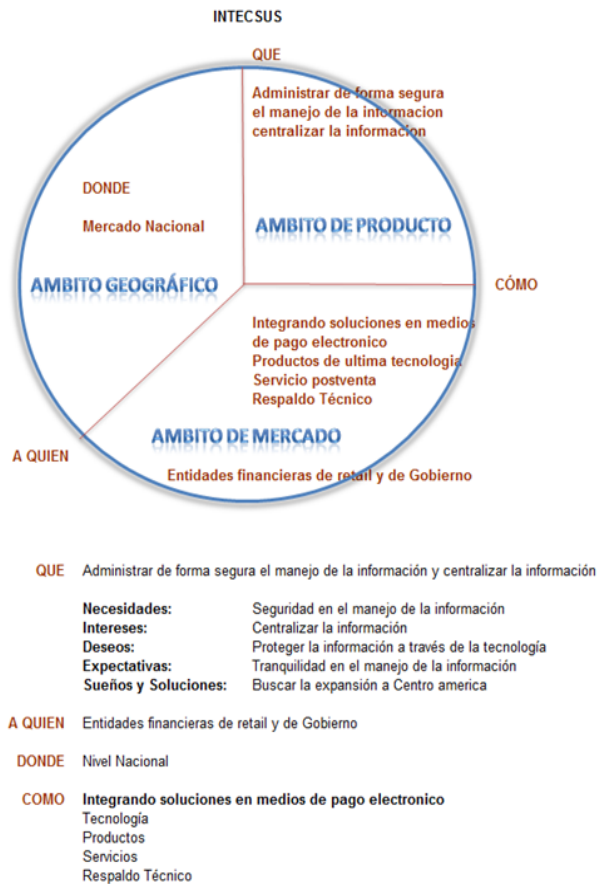 INTECSUS
QUE
Administrar de forma segura
el manejo de la informacion
centralizar la informacion
DONDE
Mercado Nacional
AMBITO DE PRODUCTO
AMBITO GEOGRÁFICO
CÓMO
Integrando soluciones en medios
de pago electronico
Productos de ultima tecnologia
Servicio postventa
Respaldo Técnico
AMBITO DE MERCADO
A QUIEN
Entidades financieras de retail y de Gobierno
QUE Administrar de forma segura el manejo de la información y centralizar la información
Necesidades: Seguridad en el manejo de la información
Intereses: Centralizar la información
Deseos: Proteger la información a través de la tecnología
Expectativas: Tranquilidad en el manejo de la información
Sueños y Soluciones: Buscar la expansión a Centro america
A QUIEN Entidades financieras de retail y de Gobierno
DONDE Nivel Nacional
COMO Integrando soluciones en medios de pago electronico
Tecnología
Productos
Servicios
Respaldo Técnico